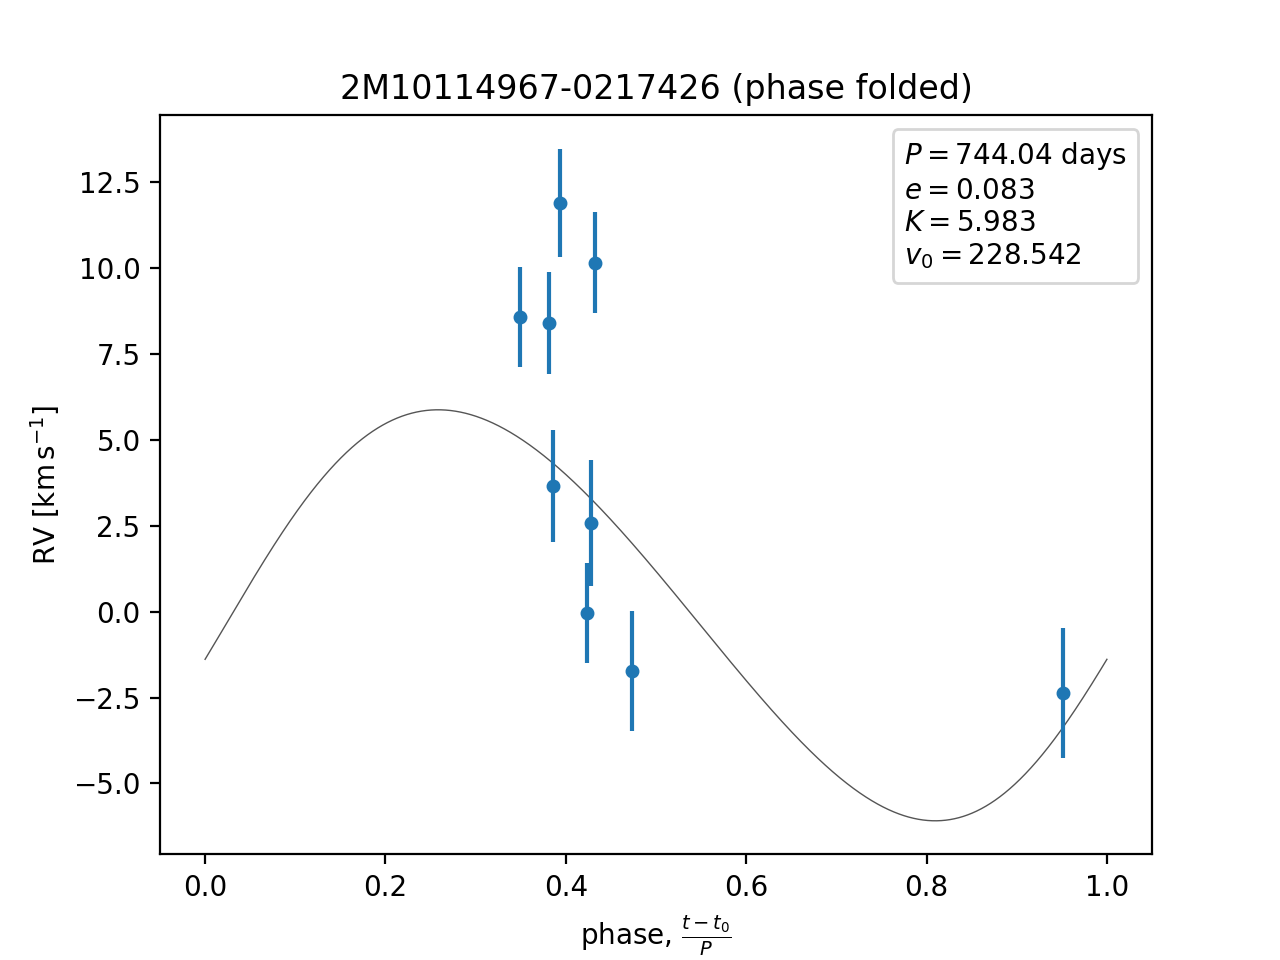 2M10114967-0217426 (phase folded)
P = 744.04 days
e = 0.083
K = 5.983
v₀ = 228.542
12.5
10.0
7.5
5.0
2.5
0.0
−2.5
−5.0
RV [km s⁻¹]
0.0 0.2 0.4 0.6 0.8 1.0
phase, (t − t₀)/P